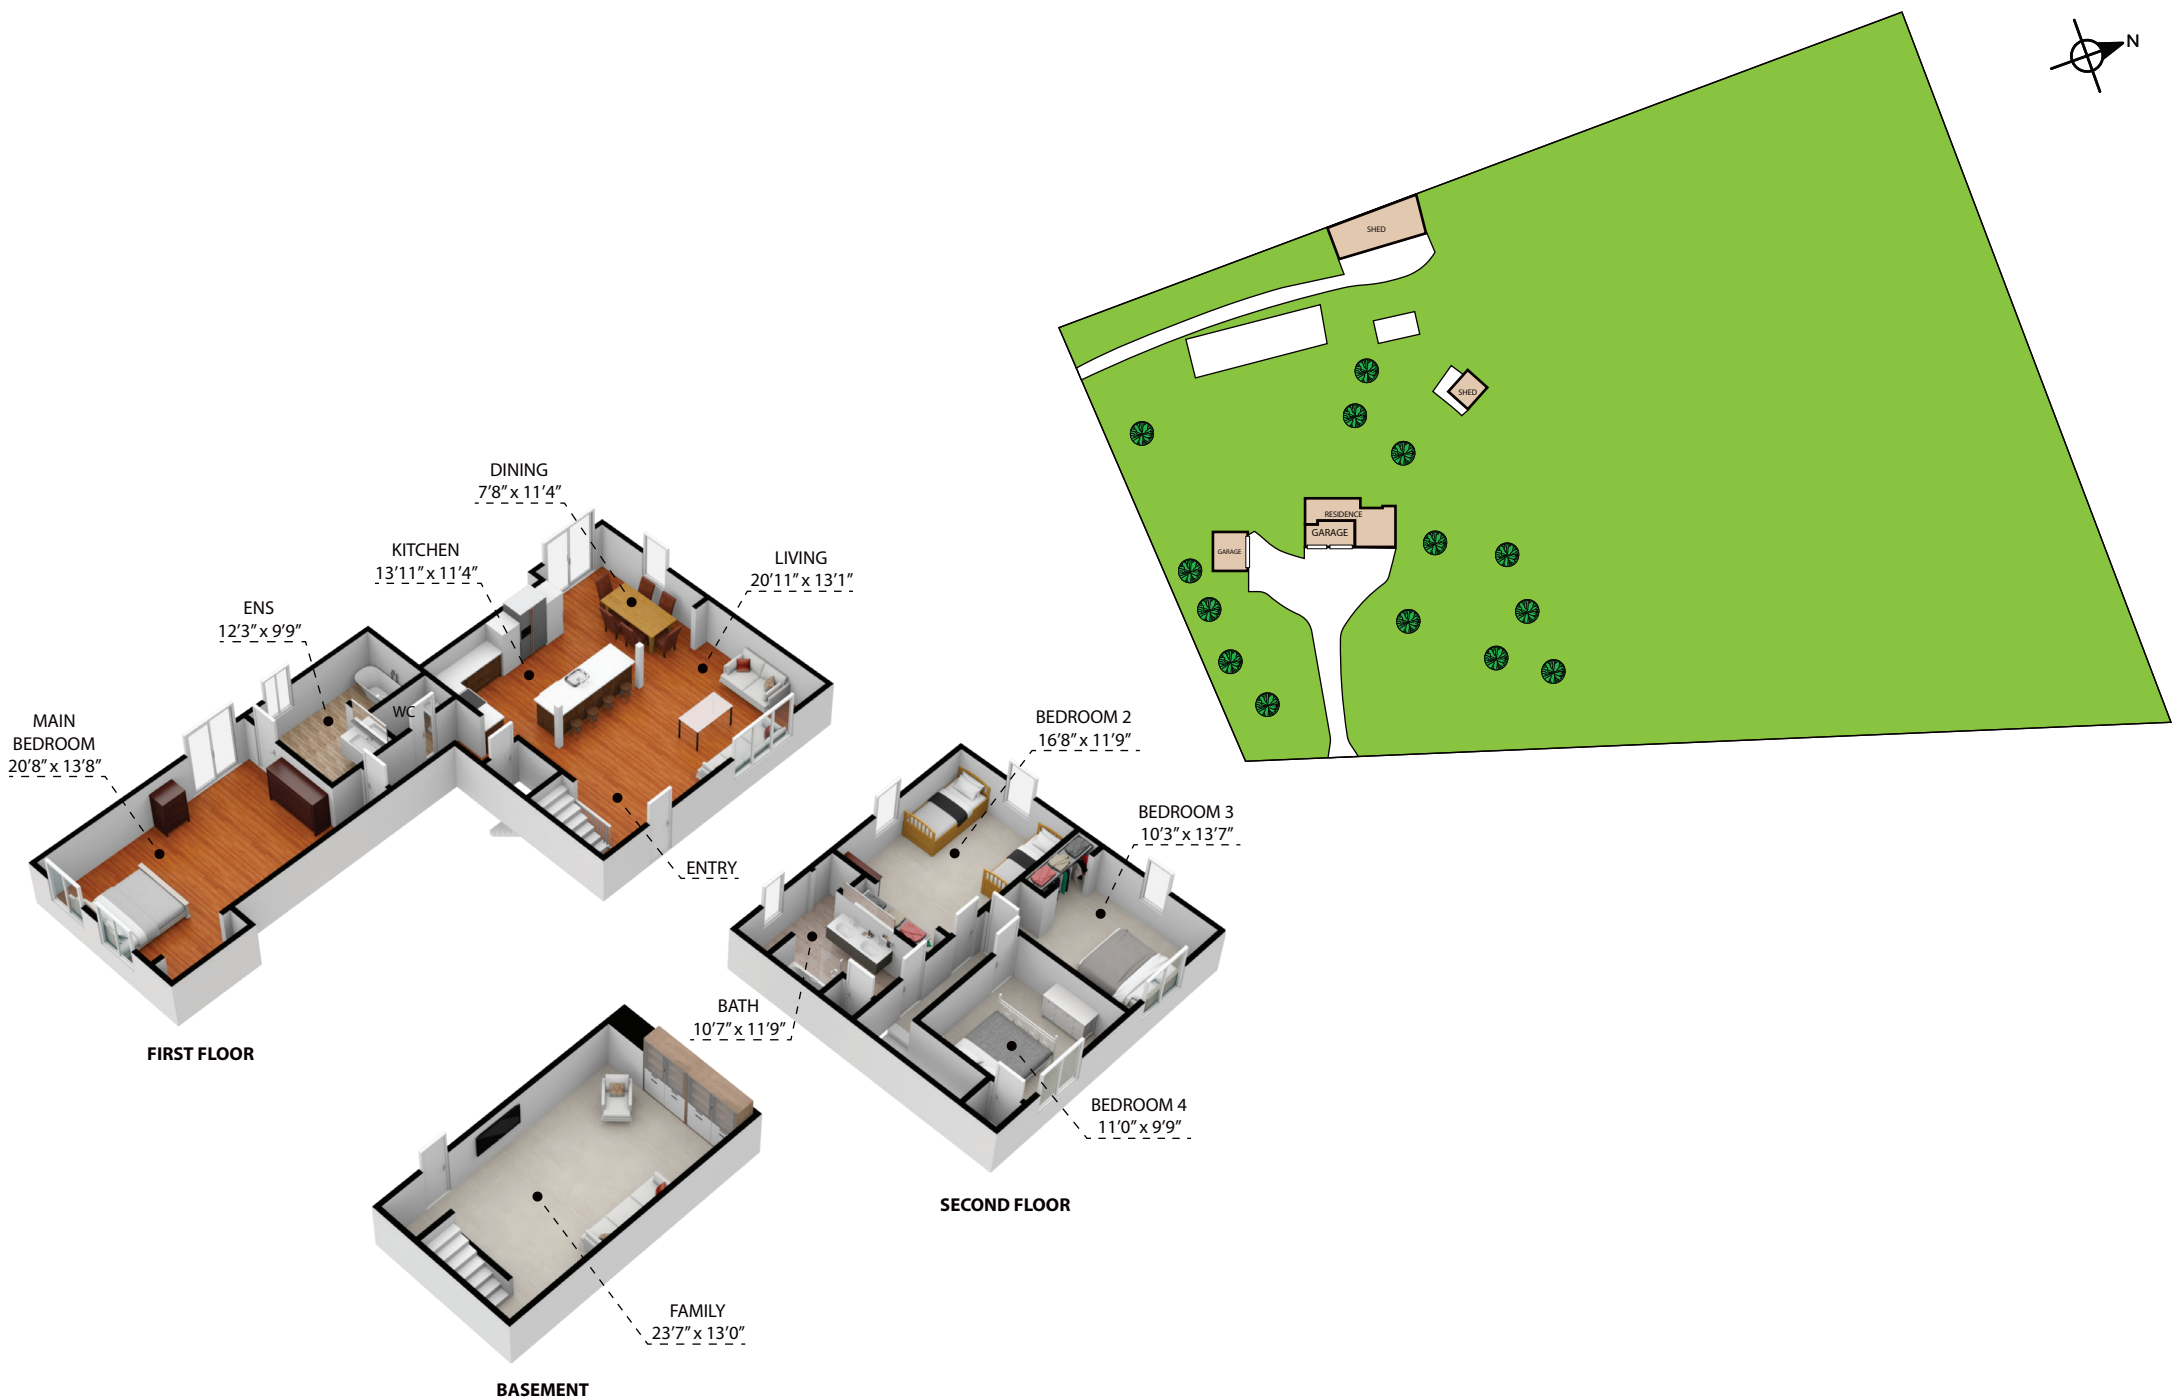 N
SHED
SHED
RESIDENCE
GARAGE
GARAGE
DINING
7'8" x 11'4"
KITCHEN
13'11" x 11'4"
LIVING
20'11" x 13'1"
ENS
12'3" x 9'9"
WC
MAIN
BEDROOM
20'8" x 13'8"
ENTRY
FIRST FLOOR
BEDROOM 2
16'8" x 11'9"
BEDROOM 3
10'3" x 13'7"
BATH
10'7" x 11'9"
BEDROOM 4
11'0" x 9'9"
SECOND FLOOR
FAMILY
23'7" x 13'0"
BASEMENT